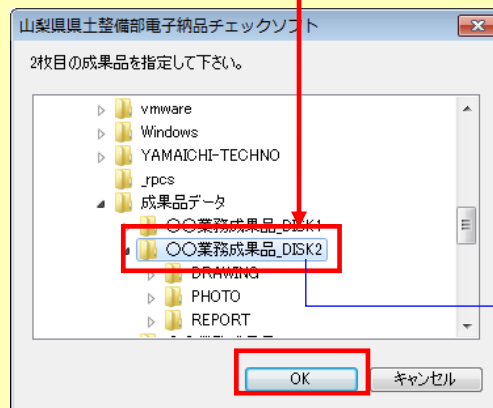 山梨県県土整備部電子納品チェックソフト
2枚目の成果品を指定して下さい。
vmware
Windows
YAMAICHI-TECHNO
_rpcs
成果品データ
〇〇業務成果品_DISK1
〇〇業務成果品_DISK2
DRAWING
PHOTO
REPORT
OK
キャンセル